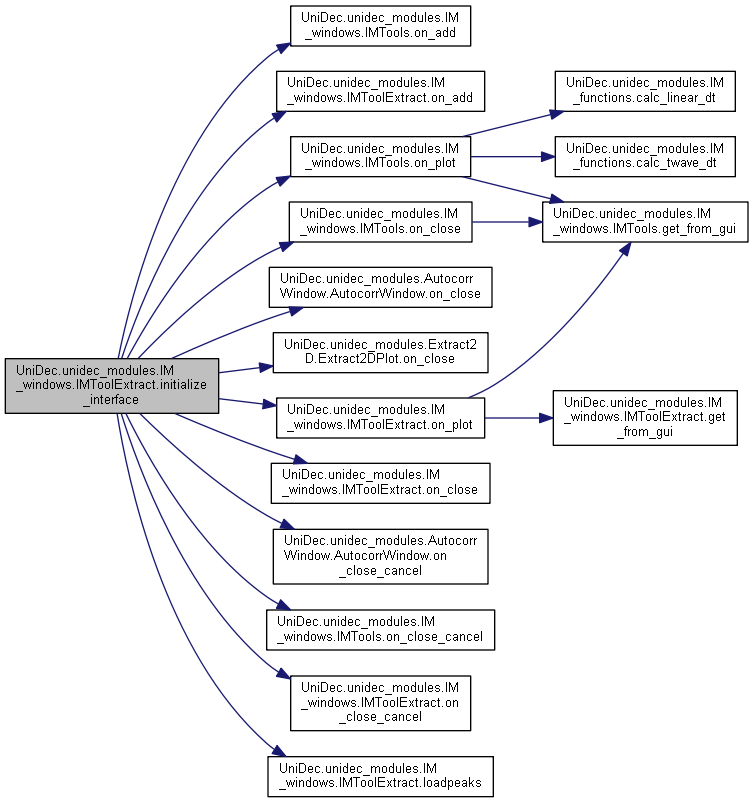 UniDec.unidec_modules.IM
_windows.IMTools.on_add
UniDec.unidec_modules.IM
_windows.IMToolExtract.on_add
UniDec.unidec_modules.IM
_functions.calc_linear_dt
UniDec.unidec_modules.IM
_windows.IMTools.on_plot
UniDec.unidec_modules.IM
_functions.calc_twave_dt
UniDec.unidec_modules.IM
_windows.IMTools.on_close
UniDec.unidec_modules.IM
_windows.IMTools.get_from_gui
UniDec.unidec_modules.Autocorr
Window.AutocorrWindow.on_close
UniDec.unidec_modules.Extract2
D.Extract2DPlot.on_close
UniDec.unidec_modules.IM
_windows.IMToolExtract.initialize
_interface
UniDec.unidec_modules.IM
_windows.IMToolExtract.on_plot
UniDec.unidec_modules.IM
_windows.IMToolExtract.get
_from_gui
UniDec.unidec_modules.IM
_windows.IMToolExtract.on_close
UniDec.unidec_modules.Autocorr
Window.AutocorrWindow.on
_close_cancel
UniDec.unidec_modules.IM
_windows.IMTools.on_close_cancel
UniDec.unidec_modules.IM
_windows.IMToolExtract.on
_close_cancel
UniDec.unidec_modules.IM
_windows.IMToolExtract.loadpeaks